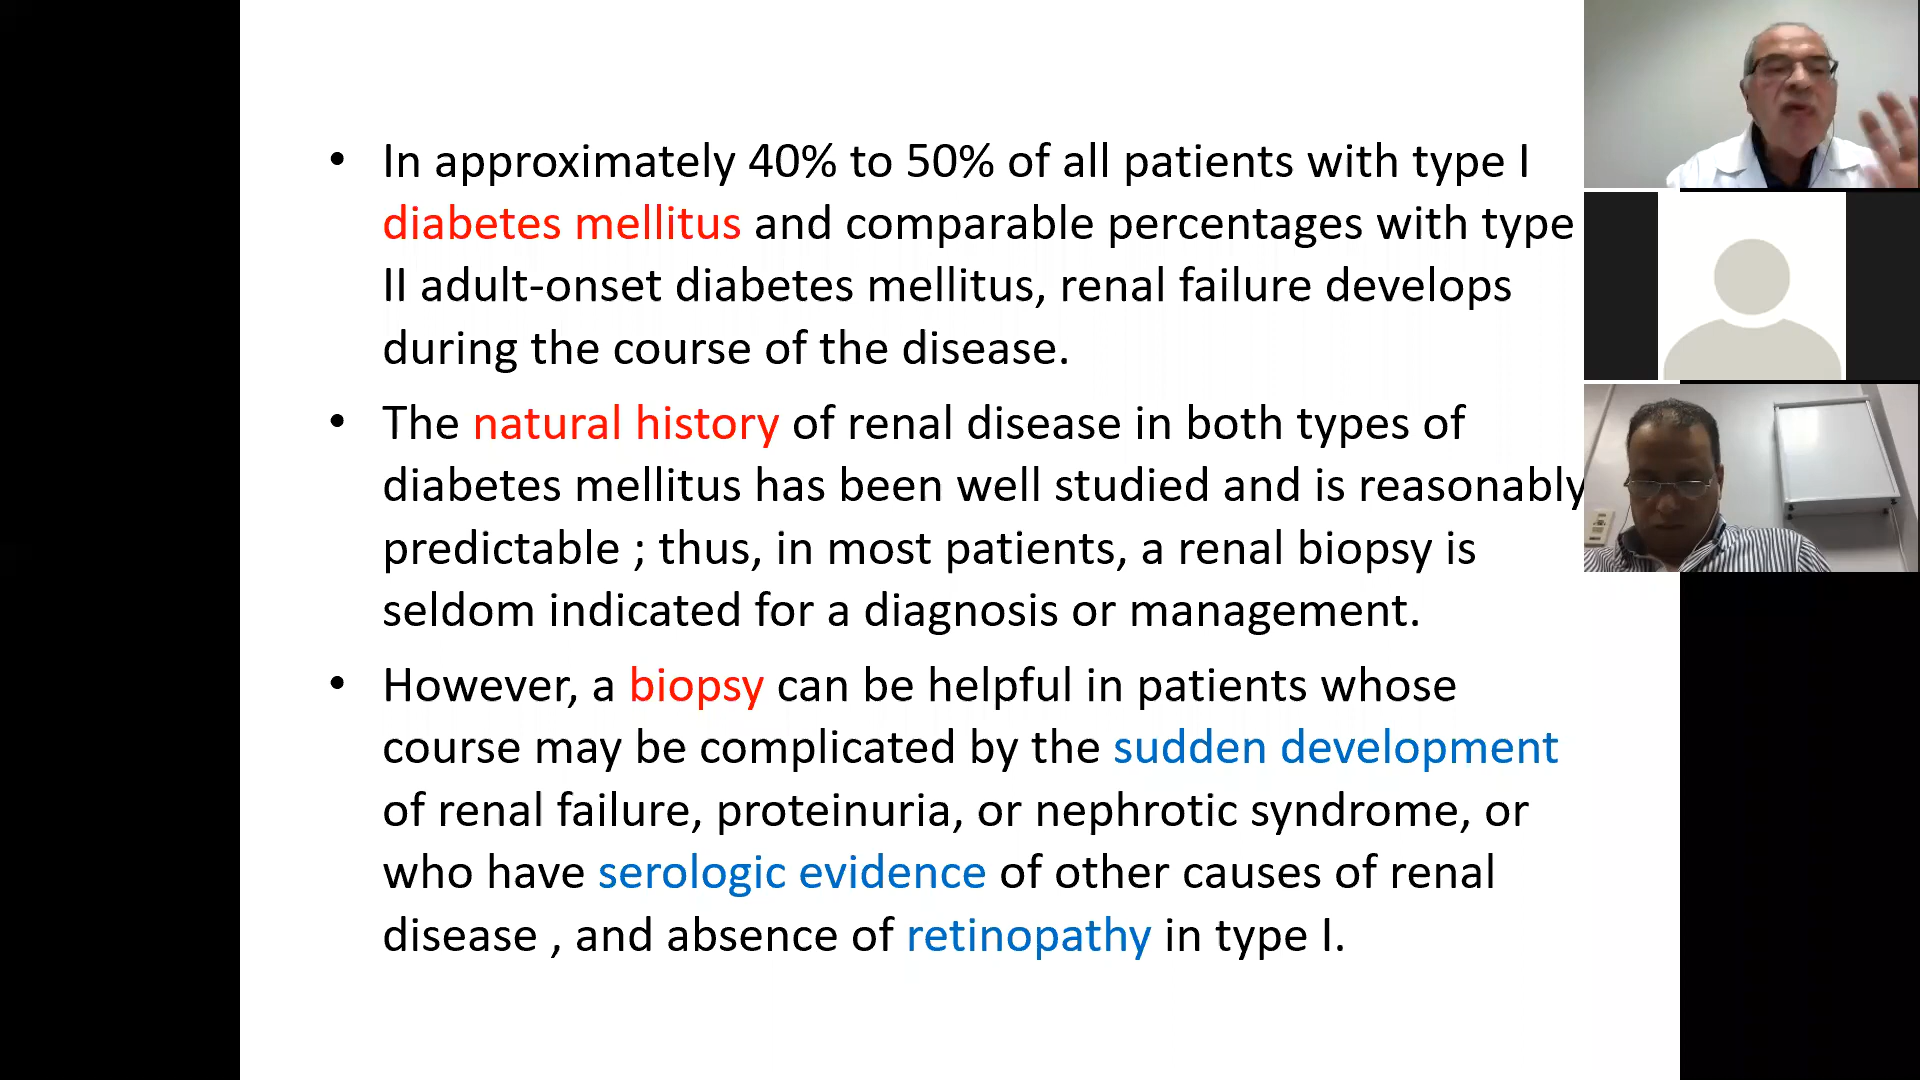 • In approximately 40% to 50% of all patients with type I
diabetes mellitus and comparable percentages with type
II adult-onset diabetes mellitus, renal failure develops
during the course of the disease.
• The natural history of renal disease in both types of
diabetes mellitus has been well studied and is reasonably
predictable ; thus, in most patients, a renal biopsy is
seldom indicated for a diagnosis or management.
• However, a biopsy can be helpful in patients whose
course may be complicated by the sudden development
of renal failure, proteinuria, or nephrotic syndrome, or
who have serologic evidence of other causes of renal
disease , and absence of retinopathy in type I.